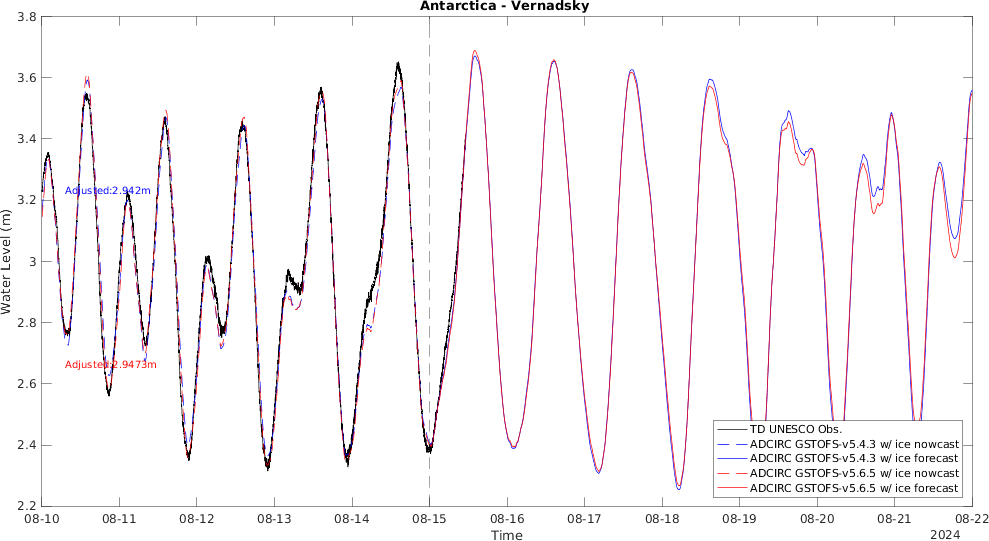 Antarctica - Vernadsky
3.8
3.6
3.4
3.2
3
2.8
2.6
2.4
2.2
Water Level (m)
Adjusted:2.942m
Adjusted:2.9473m
TD UNESCO Obs.
ADCIRC GSTOFS-v5.4.3 w/ ice nowcast
ADCIRC GSTOFS-v5.4.3 w/ ice forecast
ADCIRC GSTOFS-v5.6.5 w/ ice nowcast
ADCIRC GSTOFS-v5.6.5 w/ ice forecast
08-10 08-11 08-12 08-13 08-14 08-15 08-16 08-17 08-18 08-19 08-20 08-21 08-22
Time
2024